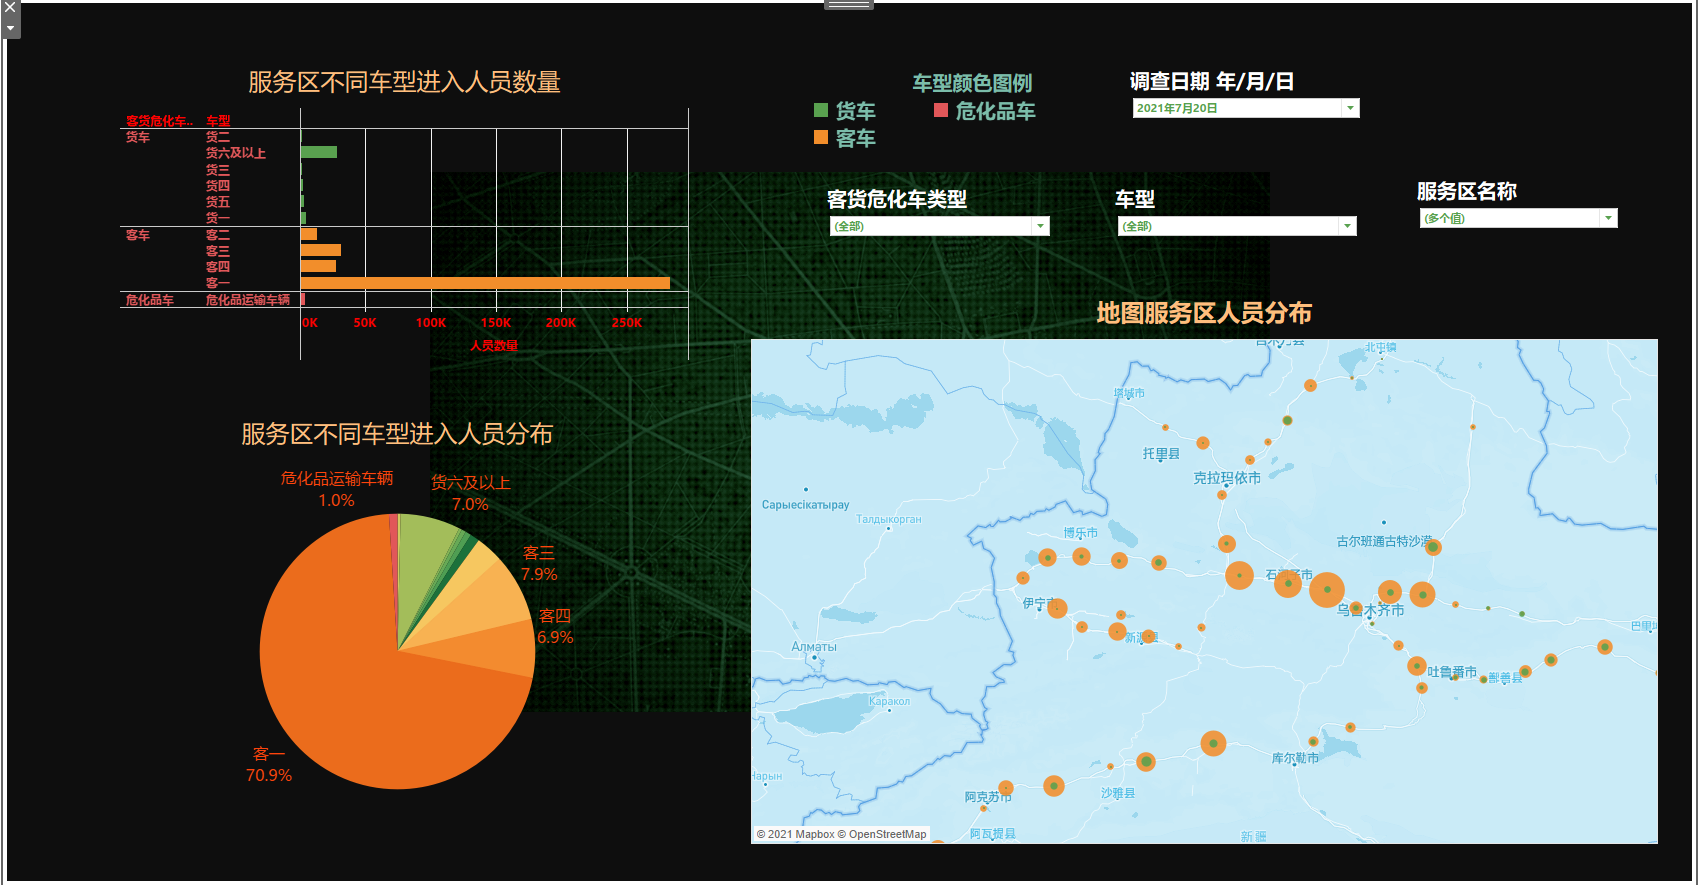 服务区不同车型进入人员数量
客货危化车..
车型
货车
货二
货六及以上
货三
货四
货五
货一
客车
客二
客三
客四
客一
危化品车
危化品运输车辆
0K
50K
100K
150K
200K
250K
人员数量
车型颜色图例
货车
危化品车
客车
调查日期 年/月/日
2021年7月20日
客货危化车类型
(全部)
车型
(全部)
服务区名称
(多个值)
服务区不同车型进入人员分布
危化品运输车辆
1.0%
货六及以上
7.0%
客三
7.9%
客四
6.9%
客一
70.9%
地图服务区人员分布
北屯镇
塔城市
托里县
克拉玛依市
Сарыесікатырау
Талдыкорган
博乐市
古尔班通古特沙漠
石河子市
伊宁市
乌鲁木齐市
新源县
Алматы
吐鲁番市
鄯善县
Каракол
库尔勒市
阿克苏市
沙雅县
阿瓦提县
新疆
© 2021 Mapbox © OpenStreetMap